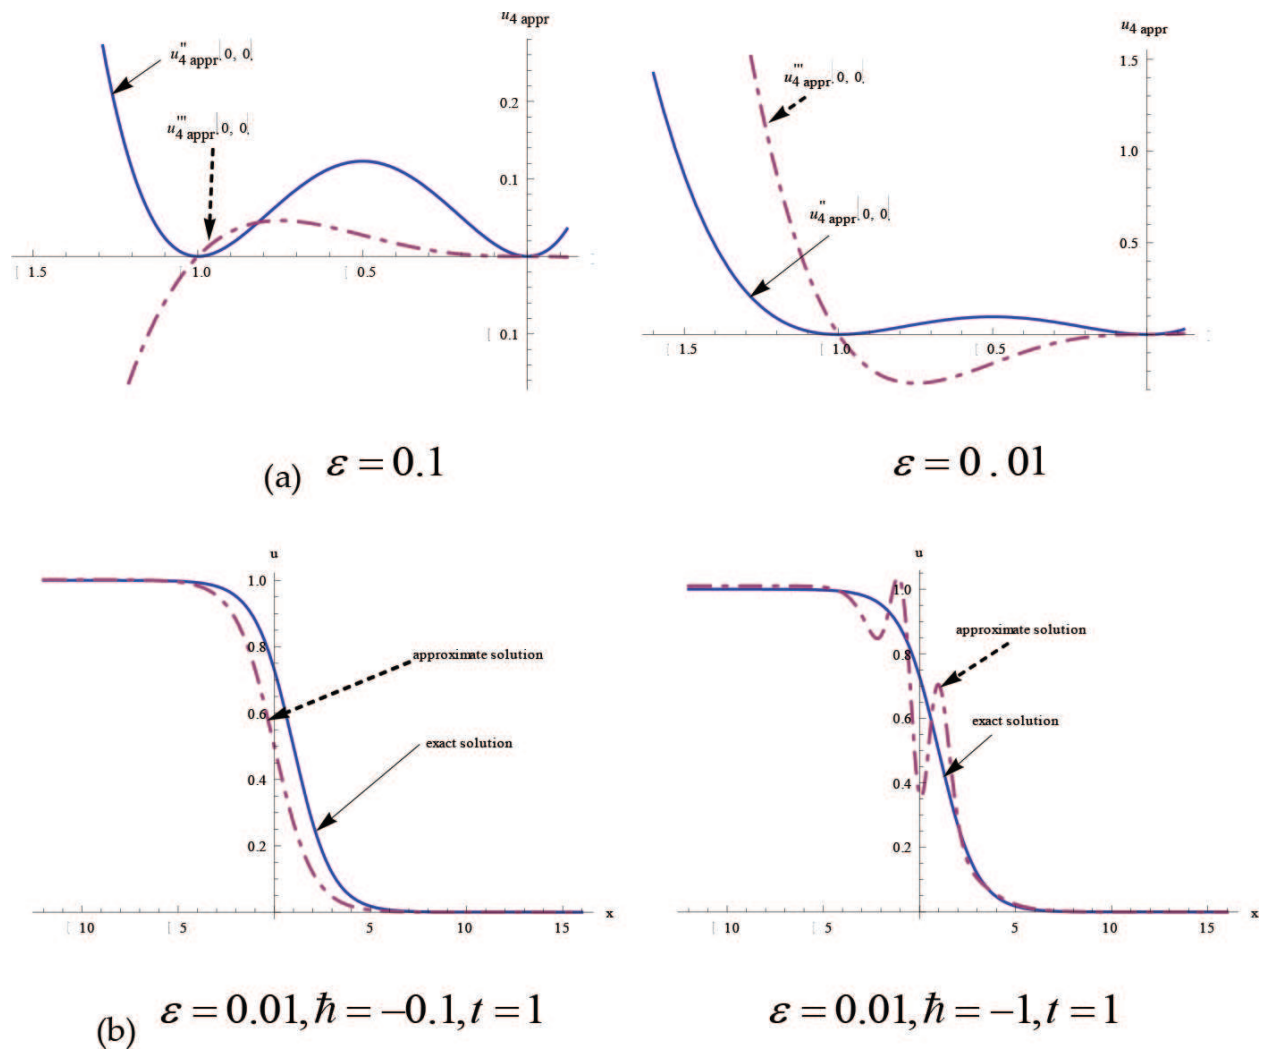 u4 appr
u''4 appr 0, 0
0.2
u'''4 appr 0, 0
0.1
1.5 1.0 0.5
0.1
u4 appr
1.5
u'''4 appr 0, 0
1.0
u''4 appr 0, 0
0.5
1.5 1.0 0.5
(a) ε = 0.1
ε = 0.01
u
1.0
0.8
approximate solution
0.6
exact solution
0.4
0.2
x
10 5 5 10 15
u
1.0
approximate solution
0.8
exact solution
0.6
0.4
0.2
x
10 5 5 10 15
(b) ε = 0.01, ħ = −0.1, t = 1
ε = 0.01, ħ = −1, t = 1